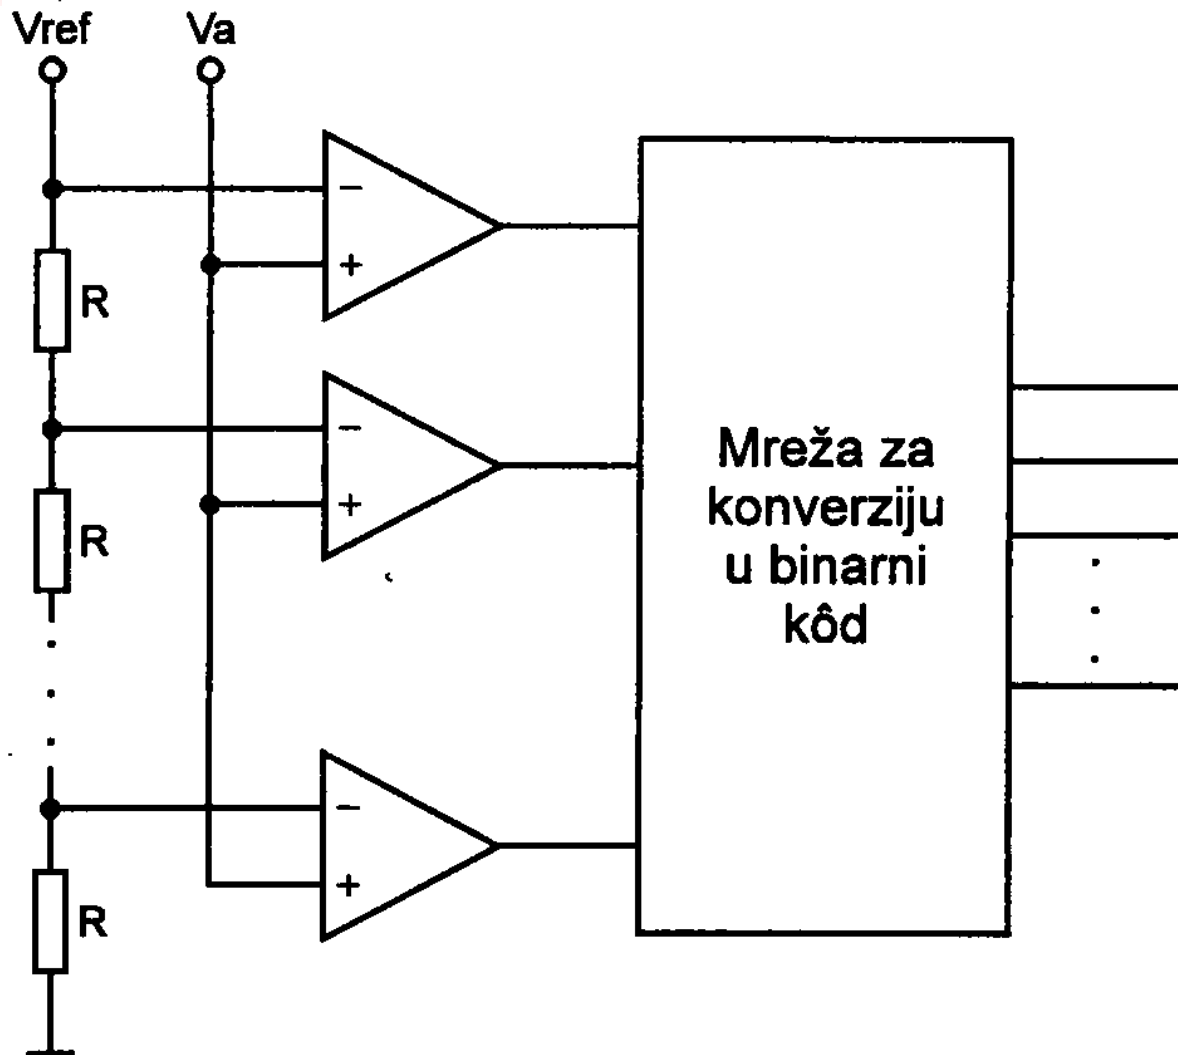 Vref
Va
−
+
R
−
+
R
−
+
R
Mreža za
konverziju
u binarni
kôd